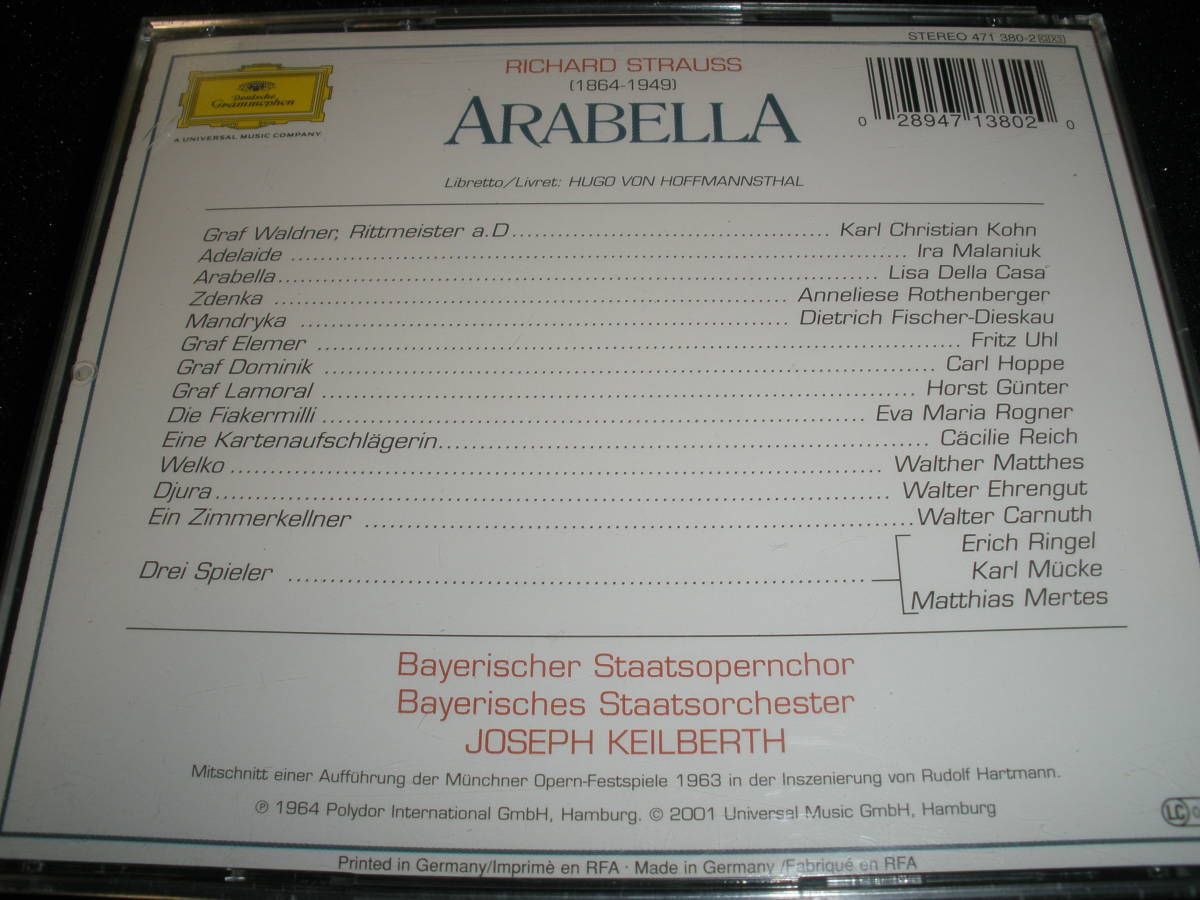 STEREO 471 380-2 GX3
Deutsche
Grammophon
A UNIVERSAL MUSIC COMPANY
RICHARD STRAUSS
(1864-1949)
ARABELLA
0 28947 13802 0
Libretto/Livret: HUGO VON HOFFMANNSTHAL
Graf Waldner, Rittmeister a.D. Karl Christian Kohn
Adelaide Ira Malaniuk
Arabella Lisa Della Casa
Zdenka Anneliese Rothenberger
Mandryka Dietrich Fischer-Dieskau
Graf Elemer Fritz Uhl
Graf Dominik Carl Hoppe
Graf Lamoral Horst Günter
Die Fiakermilli Eva Maria Rogner
Eine Kartenaufschlägerin Cäcilie Reich
Welko Walther Matthes
Djura Walter Ehrengut
Ein Zimmerkellner Walter Carnuth
Drei Spieler
Erich Ringel
Karl Mücke
Matthias Mertes
Bayerischer Staatsopernchor
Bayerisches Staatsorchester
JOSEPH KEILBERTH
Mitschnitt einer Aufführung der Münchner Opern-Festspiele 1963 in der Inszenierung von Rudolf Hartmann.
℗ 1964 Polydor International GmbH, Hamburg. © 2001 Universal Music GmbH, Hamburg
LC
Printed in Germany/Imprimè en RFA · Made in Germany /Fabriqué en RFA